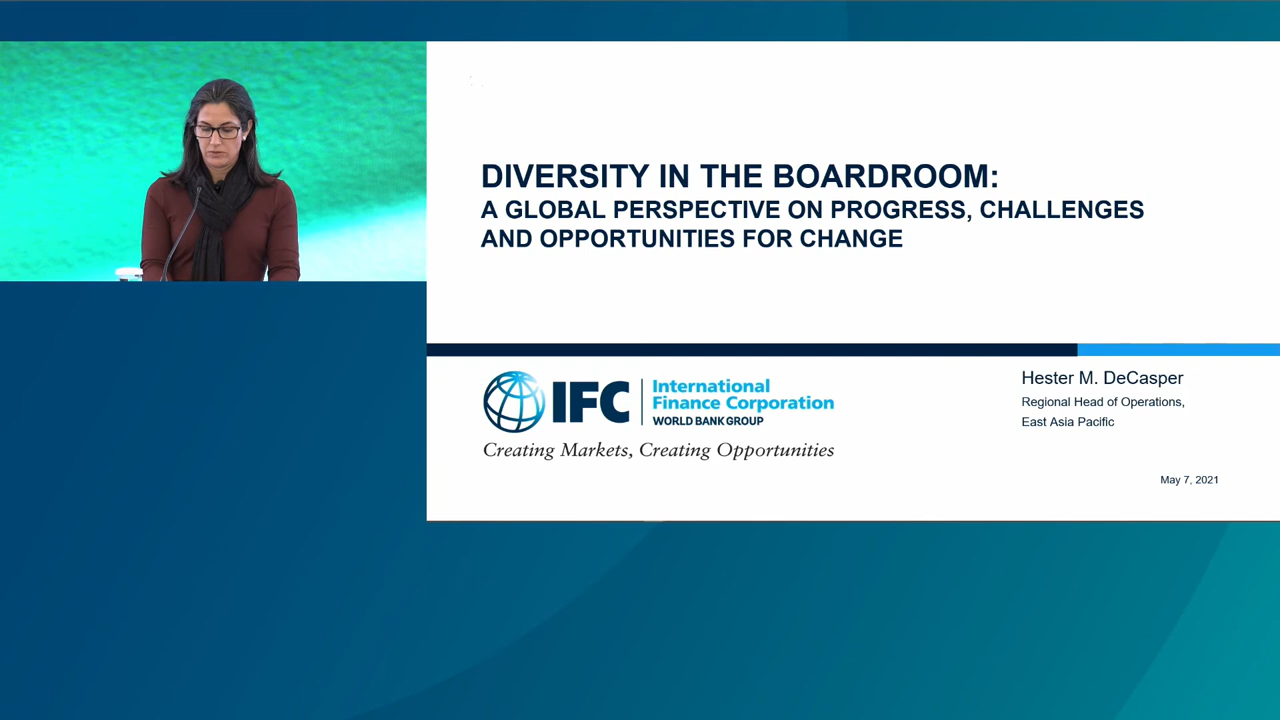 DIVERSITY IN THE BOARDROOM:
A GLOBAL PERSPECTIVE ON PROGRESS, CHALLENGES
AND OPPORTUNITIES FOR CHANGE
IFC
International
Finance Corporation
WORLD BANK GROUP
Creating Markets, Creating Opportunities
Hester M. DeCasper
Regional Head of Operations,
East Asia Pacific
May 7, 2021